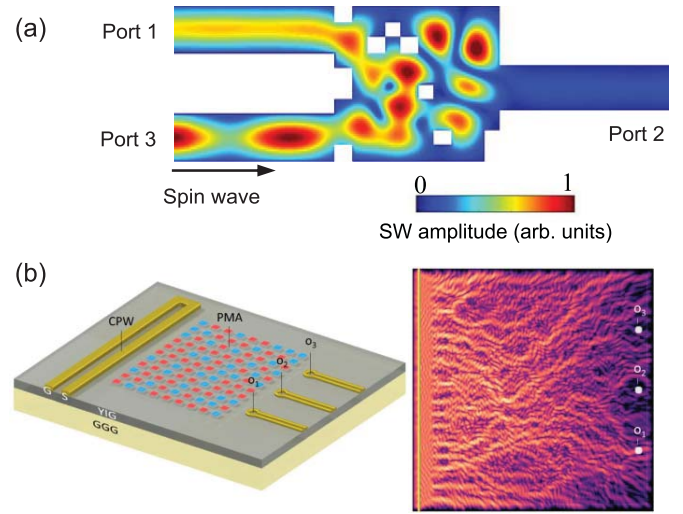 (a)
Port 1
Port 3
Port 2
Spin wave
0 1
SW amplitude (arb. units)
(b)
CPW
PMA
O3
O2
O1
G S
YIG
GGG
O3
O2
O1